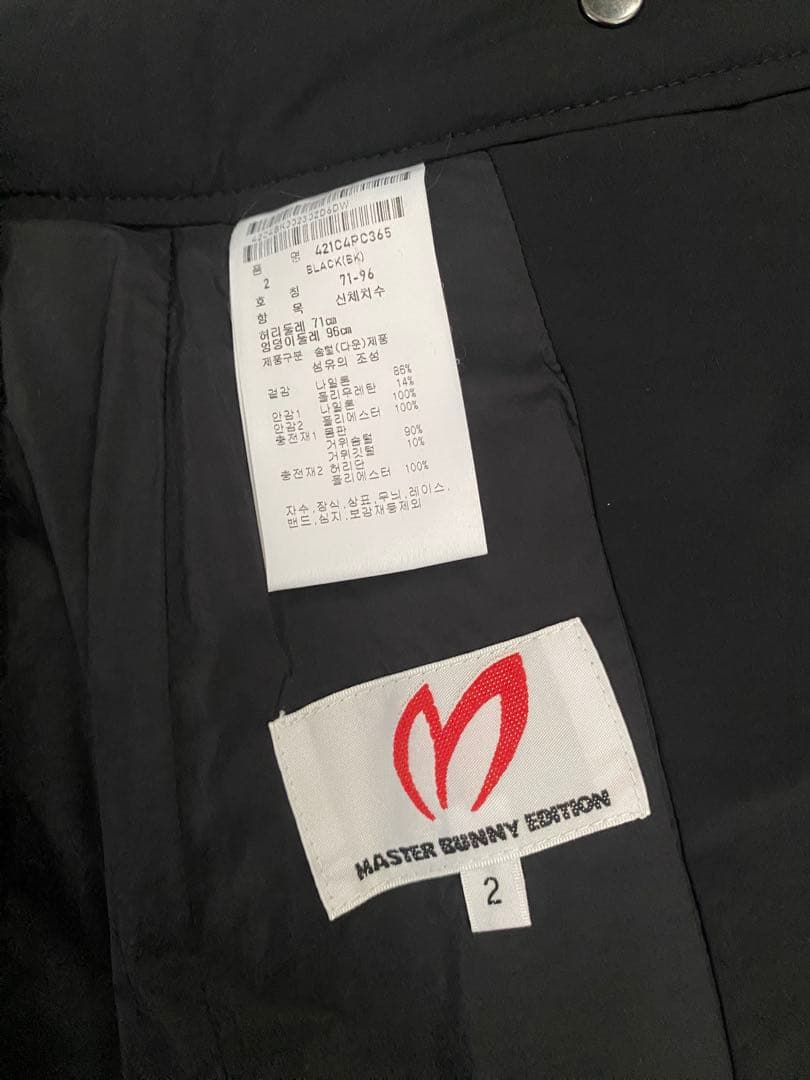 품 명 421C4PC365
2 BLACK(BK)
호 칭 71-96
항 목 신체치수
허리둘레 71㎝
엉덩이둘레 96㎝
제품구분 솜털(다운)제품
섬유의 조성
겉감 나일론 86%
폴리우레탄 14%
안감1 나일론 100%
안감2 폴리에스터 100%
충전재1 몸판
거위솜털 90%
거위깃털 10%
충전재2 허리단
폴리에스터 100%
자수,장식,상표,무늬,레이스,
밴드,심지,보강재등제외
MASTER BUNNY EDITION
2